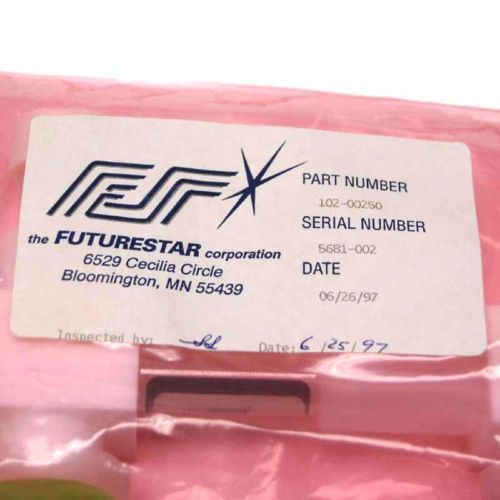 FSF
the FUTURESTAR corporation
6529 Cecilia Circle
Bloomington, MN 55439
PART NUMBER
102-00250
SERIAL NUMBER
5681-002
DATE
06/26/97
Inspected by:
Date: 6/25/97